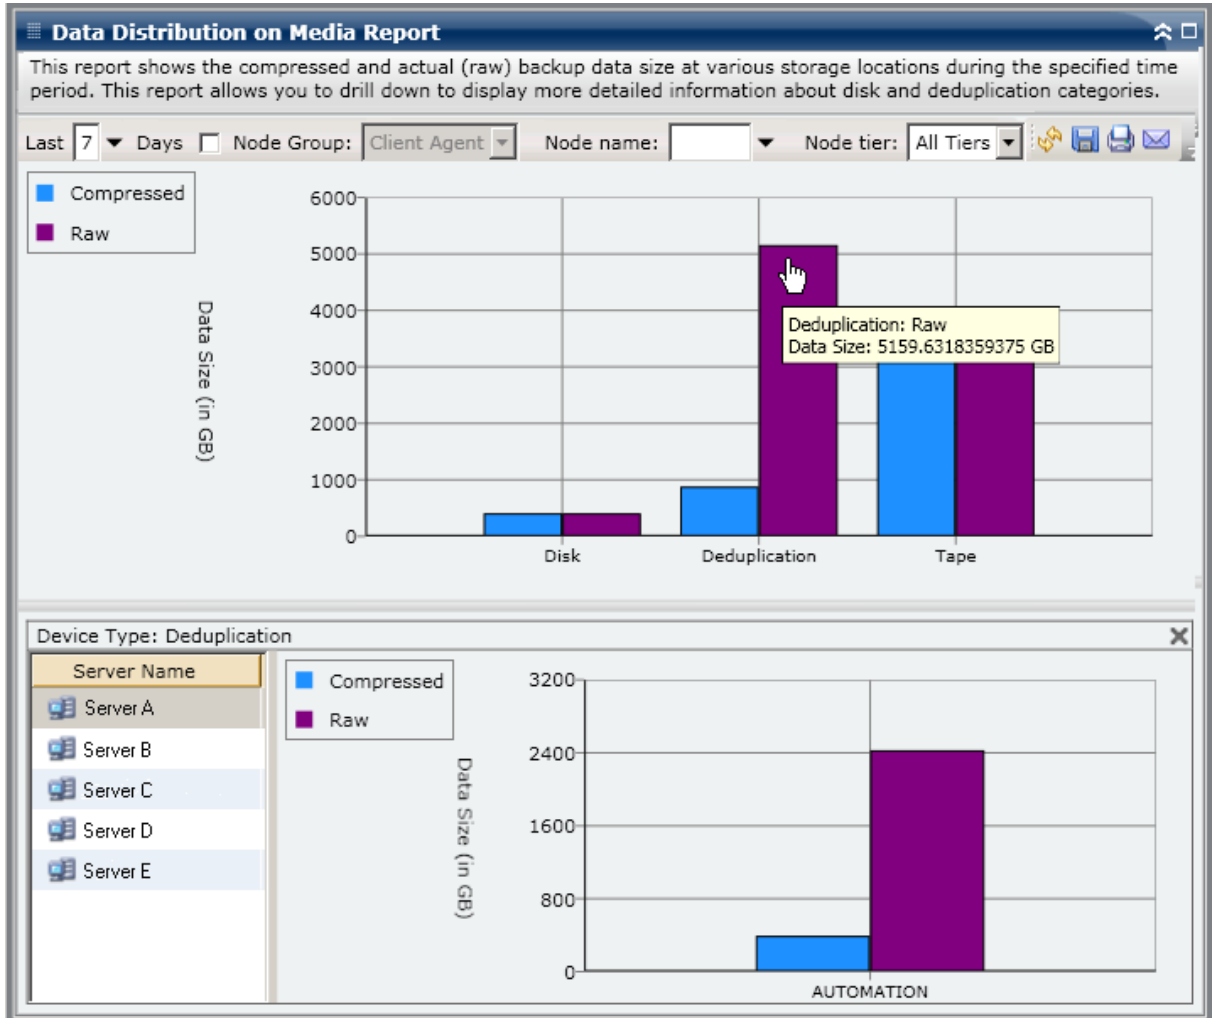 Data Distribution on Media Report
This report shows the compressed and actual (raw) backup data size at various storage locations during the specified time
period. This report allows you to drill down to display more detailed information about disk and deduplication categories.
Last 7 Days Node Group: Client Agent Node name: Node tier: All Tiers
Compressed
Raw
Data Size (in GB)
6000
5000
4000
3000
2000
1000
0
Deduplication: Raw
Data Size: 5159.6318359375 GB
Disk Deduplication Tape
Device Type: Deduplication
Server Name
Server A
Server B
Server C
Server D
Server E
Compressed
Raw
Data Size (in GB)
3200
2400
1600
800
0
AUTOMATION